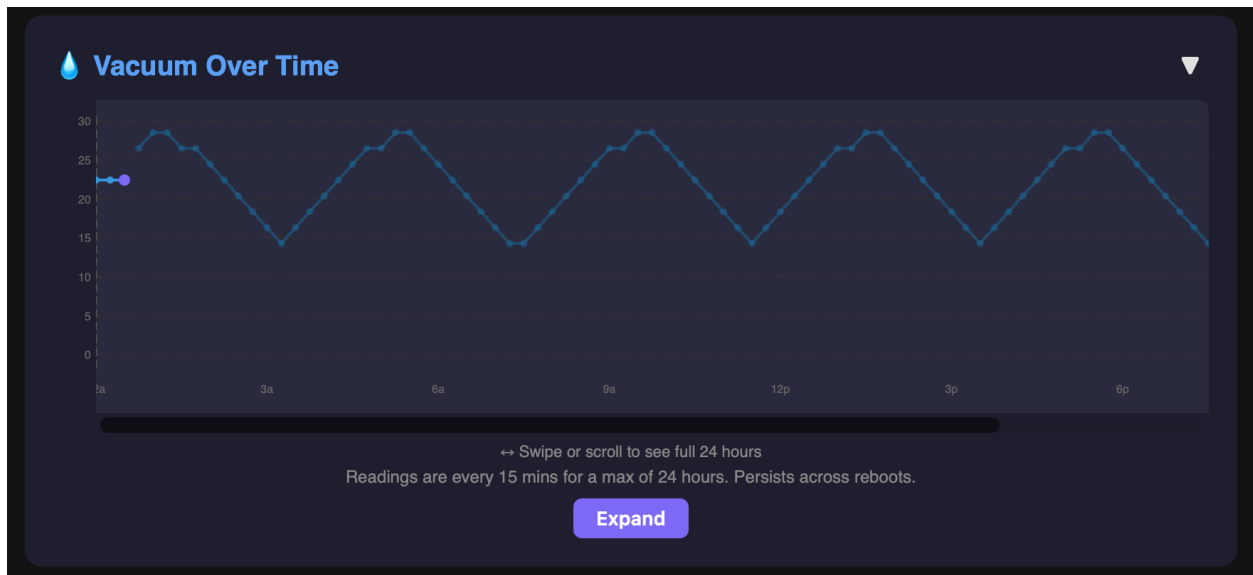 Vacuum Over Time
30
25
20
15
10
5
0
2a 3a 6a 9a 12p 3p 6p
↔ Swipe or scroll to see full 24 hours
Readings are every 15 mins for a max of 24 hours. Persists across reboots.
Expand